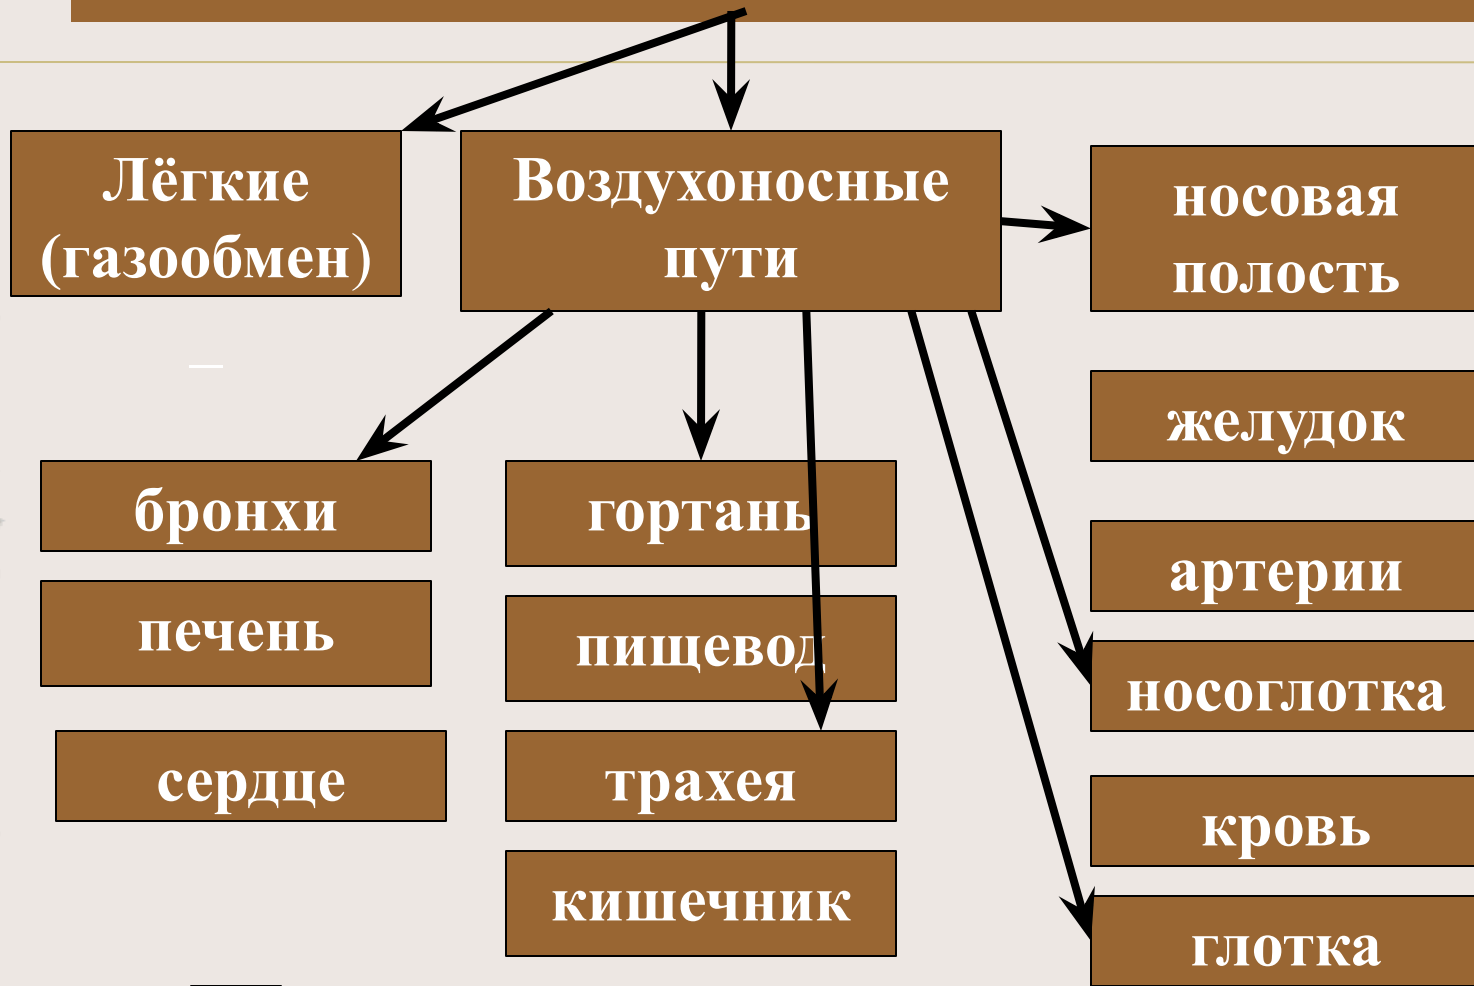 Лёгкие
(газообмен)
Воздухоносные
пути
носовая
полость
желудок
бронхи
гортань
артерии
печень
пищевод
носоглотка
сердце
трахея
кровь
кишечник
глотка